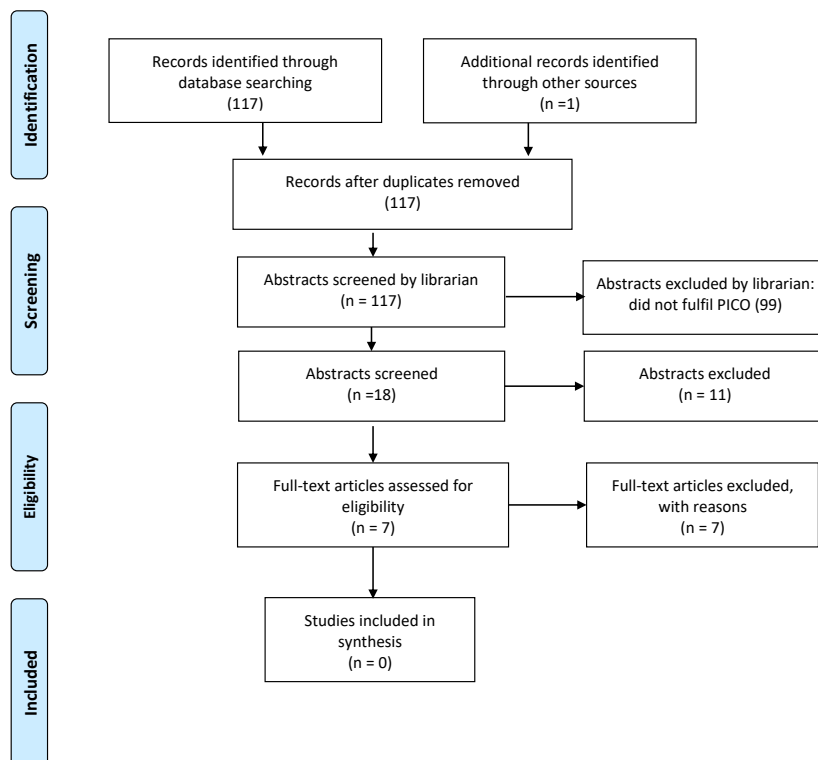 Identification
Records identified through
database searching
(117)
Additional records identified
through other sources
(n =1)
Records after duplicates removed
(117)
Screening
Abstracts screened by librarian
(n = 117)
Abstracts excluded by librarian:
did not fulfil PICO (99)
Abstracts screened
(n =18)
Abstracts excluded
(n = 11)
Eligibility
Full-text articles assessed for
eligibility
(n = 7)
Full-text articles excluded,
with reasons
(n = 7)
Included
Studies included in
synthesis
(n = 0)